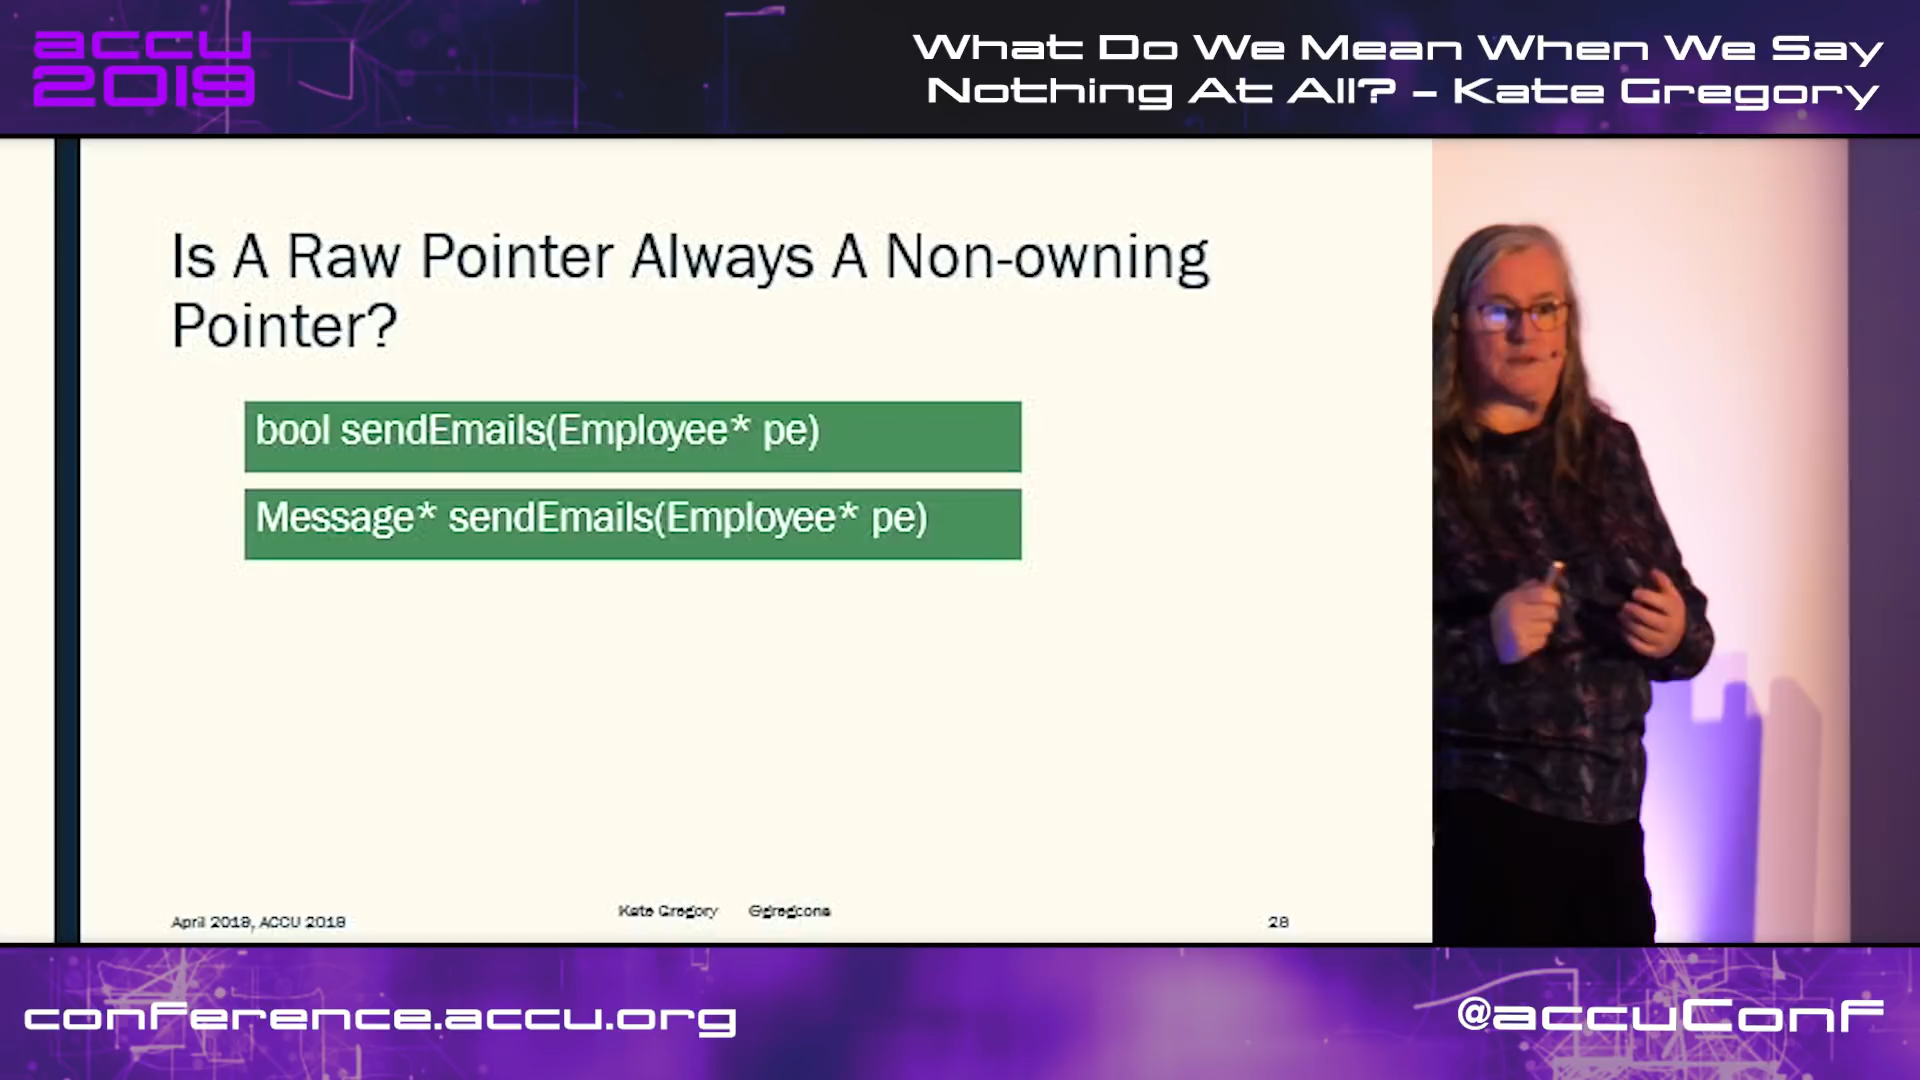 accu
2019
What Do We Mean When We Say
Nothing At All? - Kate Gregory
Is A Raw Pointer Always A Non-owning
Pointer?
bool sendEmails(Employee* pe)
Message* sendEmails(Employee* pe)
April 2019, ACCU 2019
Kate Gregory @gregcons
28
conference.accu.org
@accuConf